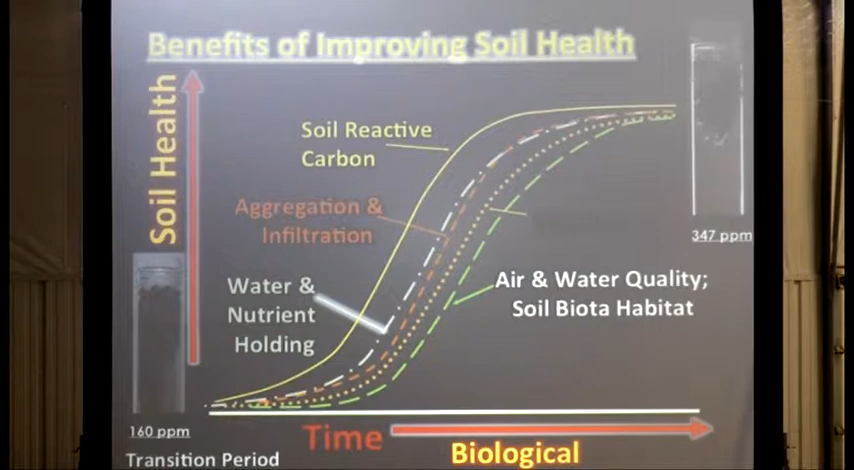 Benefits of Improving Soil Health
Soil Health
Soil Reactive
Carbon
Aggregation &
Infiltration
347 ppm
Water &
Nutrient
Holding
Air & Water Quality;
Soil Biota Habitat
160 ppm
Time
Transition Period
Biological